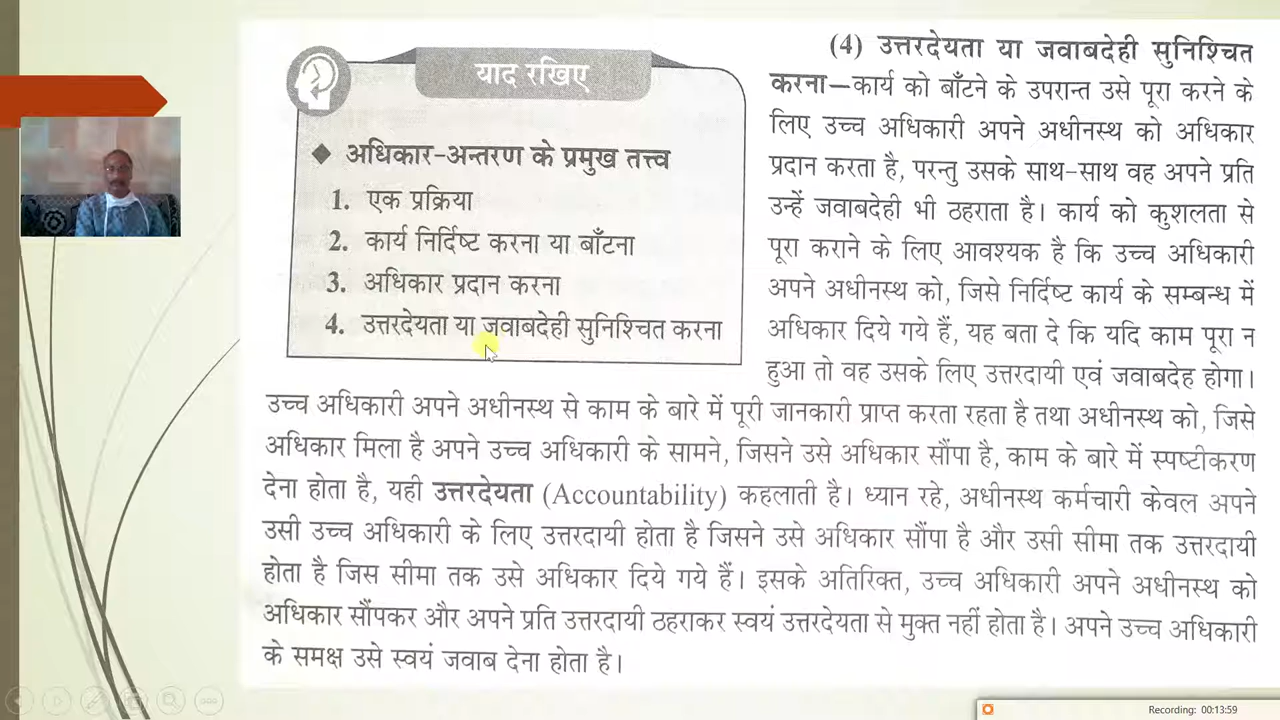 याद रखिए
◆ अधिकार-अन्तरण के प्रमुख तत्त्व
1. एक प्रक्रिया
2. कार्य निर्दिष्ट करना या बाँटना
3. अधिकार प्रदान करना
4. उत्तरदेयता या जवाबदेही सुनिश्चित करना
(4) उत्तरदेयता या जवाबदेही सुनिश्चित
करना—कार्य को बाँटने के उपरान्त उसे पूरा करने के
लिए उच्च अधिकारी अपने अधीनस्थ को अधिकार
प्रदान करता है, परन्तु उसके साथ-साथ वह अपने प्रति
उन्हें जवाबदेही भी ठहराता है। कार्य को कुशलता से
पूरा कराने के लिए आवश्यक है कि उच्च अधिकारी
अपने अधीनस्थ को, जिसे निर्दिष्ट कार्य के सम्बन्ध में
अधिकार दिये गये हैं, यह बता दे कि यदि काम पूरा न
हुआ तो वह उसके लिए उत्तरदायी एवं जवाबदेह होगा।
उच्च अधिकारी अपने अधीनस्थ से काम के बारे में पूरी जानकारी प्राप्त करता रहता है तथा अधीनस्थ को, जिसे
अधिकार मिला है अपने उच्च अधिकारी के सामने, जिसने उसे अधिकार सौंपा है, काम के बारे में स्पष्टीकरण
देना होता है, यही उत्तरदेयता (Accountability) कहलाती है। ध्यान रहे, अधीनस्थ कर्मचारी केवल अपने
उसी उच्च अधिकारी के लिए उत्तरदायी होता है जिसने उसे अधिकार सौंपा है और उसी सीमा तक उत्तरदायी
होता है जिस सीमा तक उसे अधिकार दिये गये हैं। इसके अतिरिक्त, उच्च अधिकारी अपने अधीनस्थ को
अधिकार सौंपकर और अपने प्रति उत्तरदायी ठहराकर स्वयं उत्तरदेयता से मुक्त नहीं होता है। अपने उच्च अधिकारी
के समक्ष उसे स्वयं जवाब देना होता है।
Recording: 00:13:59